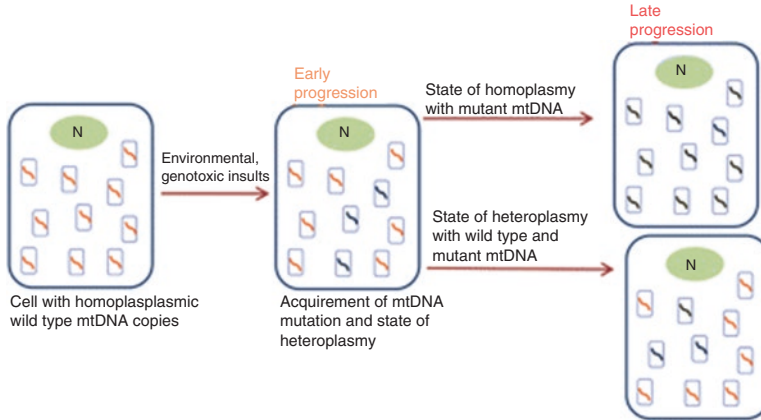 Late
progression
N
Early
progression
State of homoplasmy
with mutant mtDNA
N
N
Environmental,
genotoxic insults
State of heteroplasmy
with wild type and
mutant mtDNA
N
Cell with homoplasplasmic
wild type mtDNA copies
Acquirement of mtDNA
mutation and state of
heteroplasmy